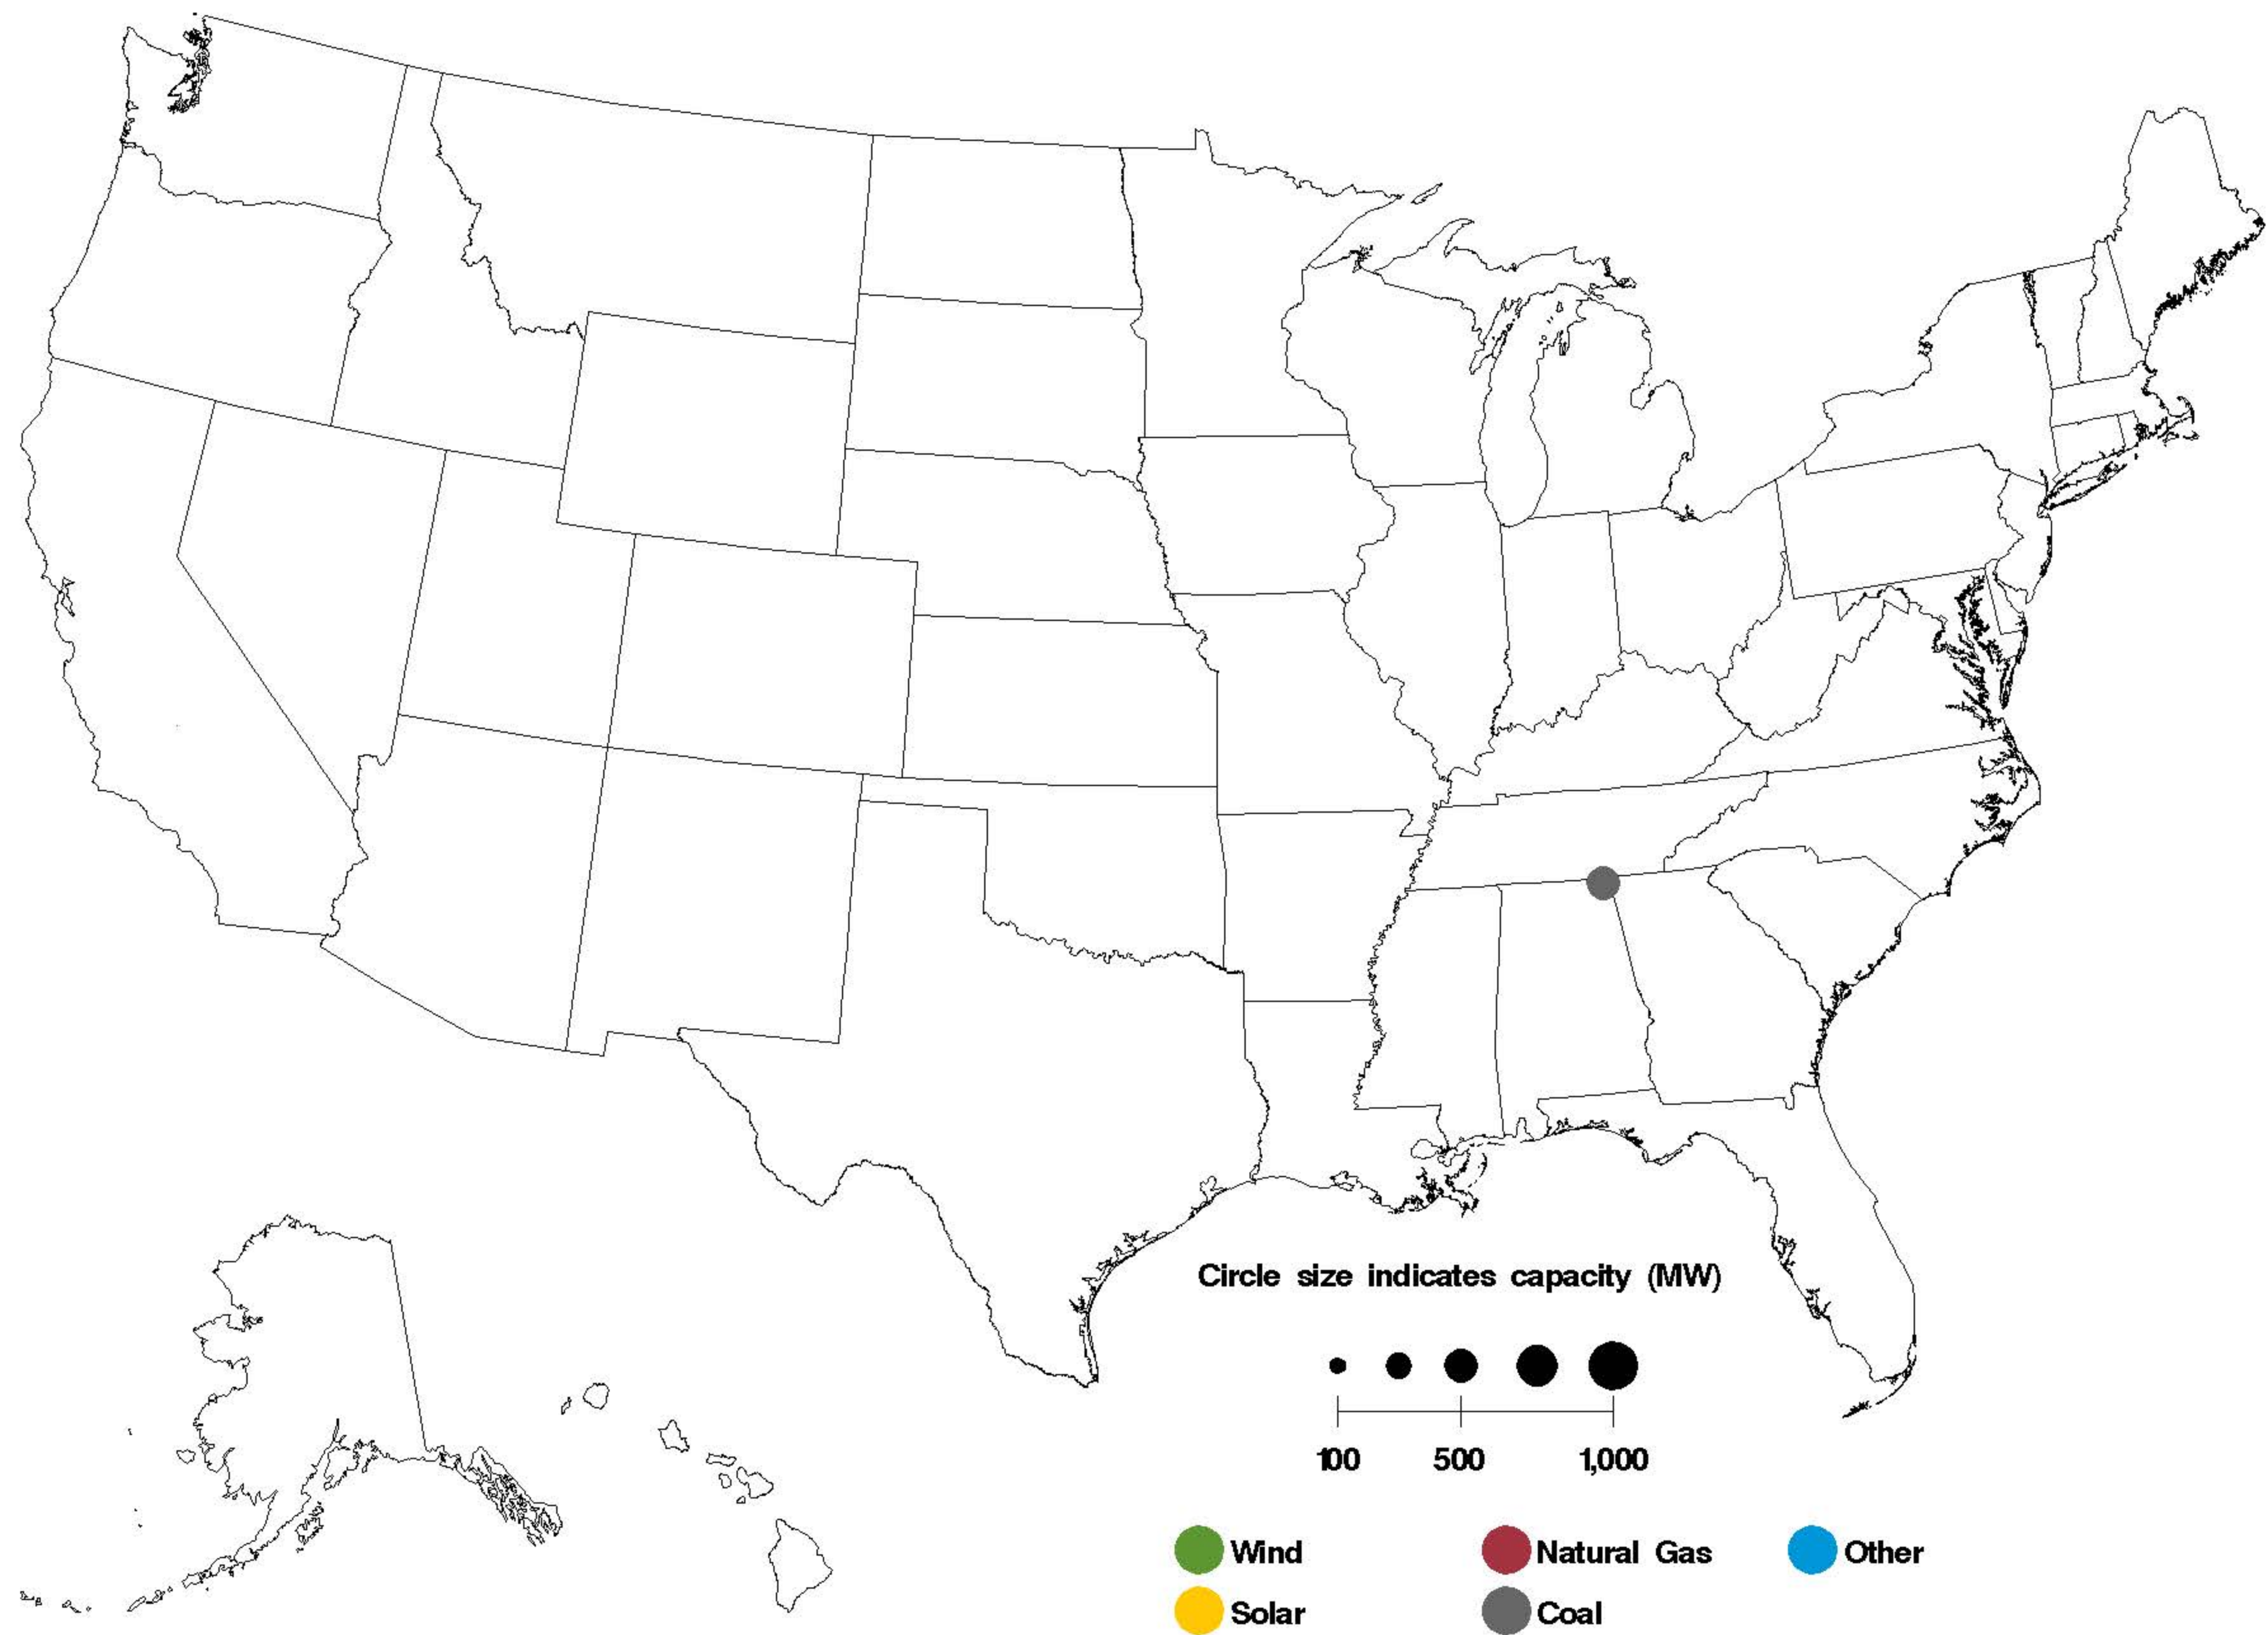 Circle size indicates capacity (MW)
100 500 1,000
Wind Natural Gas Other
Solar Coal